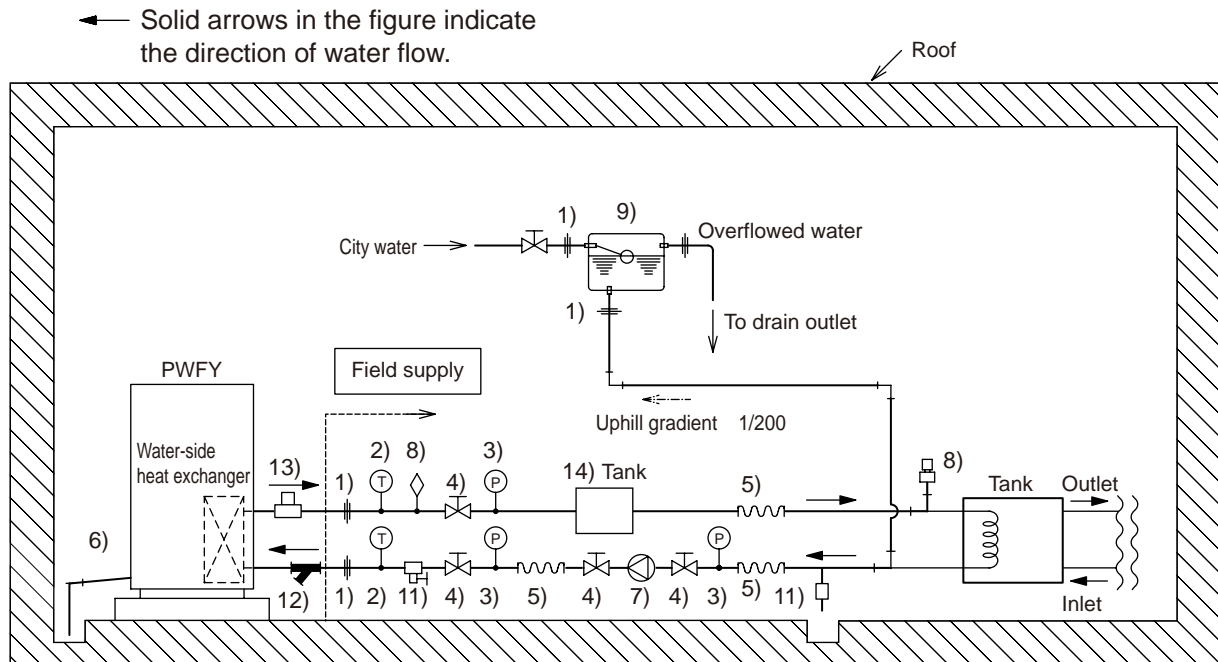 Solid arrows in the figure indicate
the direction of water flow.
Roof
1)
9)
City water
Overflowed water
1)
To drain outlet
PWFY
Field supply
Uphill gradient 1/200
Water-side
heat exchanger
13)
2)
8)
3)
1)
T
4)
P
14) Tank
5)
8)
Tank
Outlet
6)
T
P
P
12)
1)
2)
11)
4)
3)
5)
4)
7)
4)
3)
5)
11)
Inlet